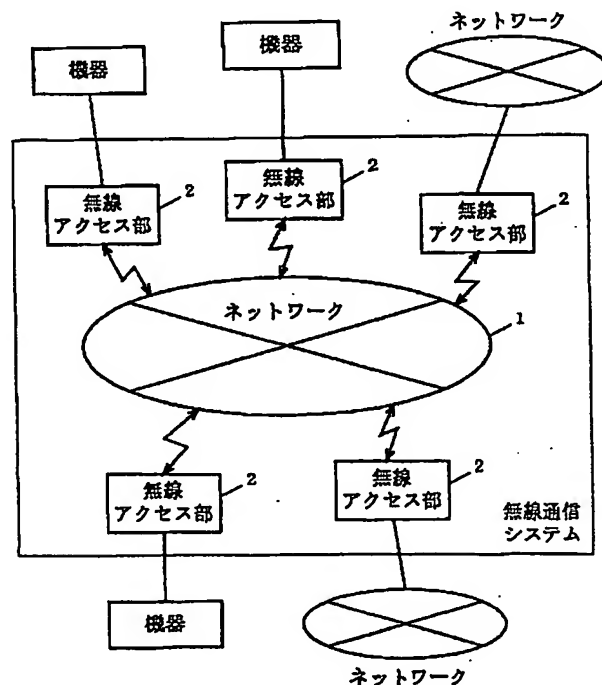 ネットワーク
機器
機器
無線
アクセス部
2
無線
アクセス部
2
無線
アクセス部
2
ネットワーク
1
無線
アクセス部
2
無線
アクセス部
2
無線通信
システム
機器
ネットワーク